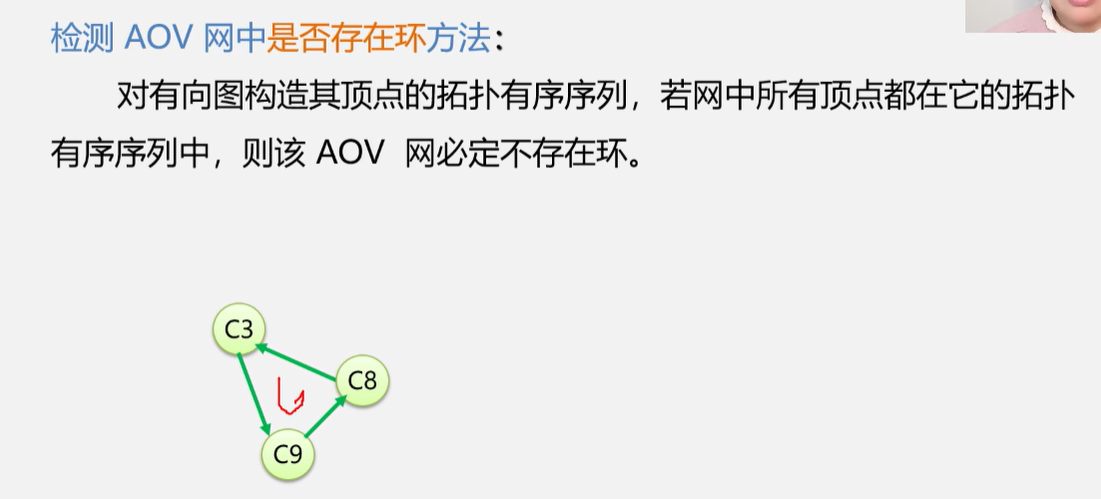 检测 AOV 网中是否存在环方法：
对有向图构造其顶点的拓扑有序序列，若网中所有顶点都在它的拓扑
有序序列中，则该 AOV 网必定不存在环。
C3
C8
C9